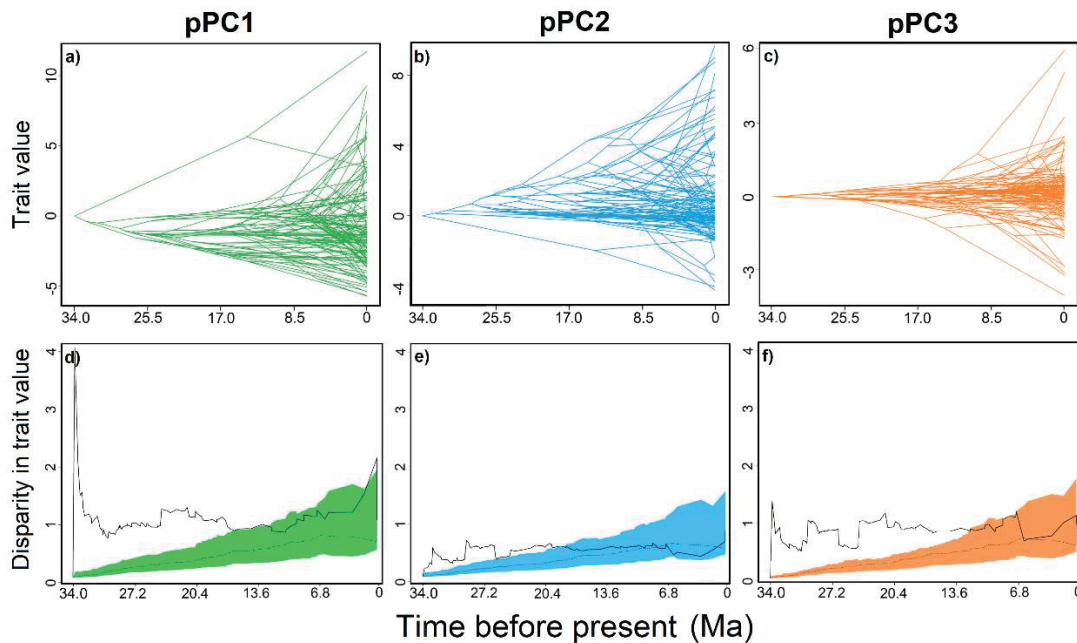 pPC1 pPC2 pPC3
Trait value
a)
10
5
0
-5
34.0 25.5 17.0 8.5 0
b)
8
4
0
-4
34.0 25.5 17.0 8.5 0
c)
6
3
0
-3
34.0 25.5 17.0 8.5 0
Disparity in trait value
d)
4
3
2
1
0
34.0 27.2 20.4 13.6 6.8 0
e)
4
3
2
1
0
34.0 27.2 20.4 13.6 6.8 0
f)
4
3
2
1
0
34.0 27.2 20.4 13.6 6.8 0
Time before present (Ma)